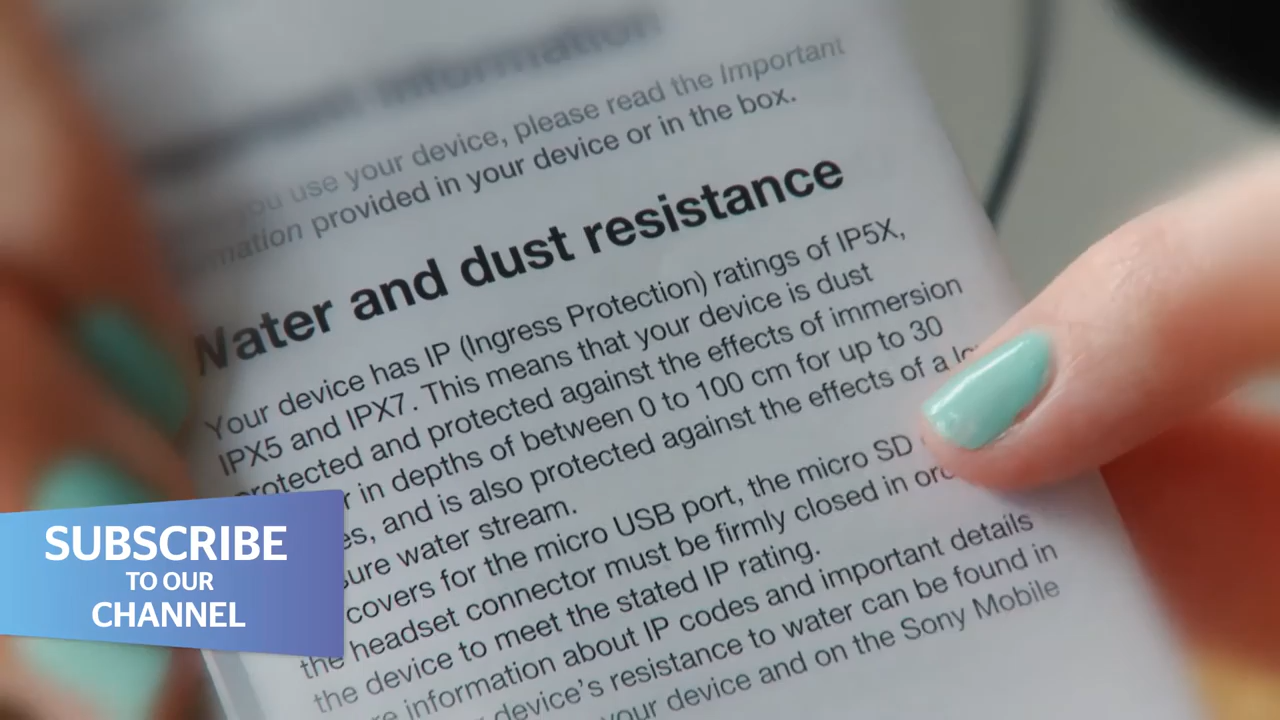 Information
you use your device, please read the Important
mation provided in your device or in the box.
Water and dust resistance
Your device has IP (Ingress Protection) ratings of IP5X,
IPX5 and IPX7. This means that your device is dust
protected and protected against the effects of immersion
r in depths of between 0 to 100 cm for up to 30
es, and is also protected against the effects of a lo
sure water stream.
covers for the micro USB port, the micro SD
the headset connector must be firmly closed in ord
the device to meet the stated IP rating.
re information about IP codes and important details
device's resistance to water can be found in
your device and on the Sony Mobile
SUBSCRIBE
TO OUR
CHANNEL